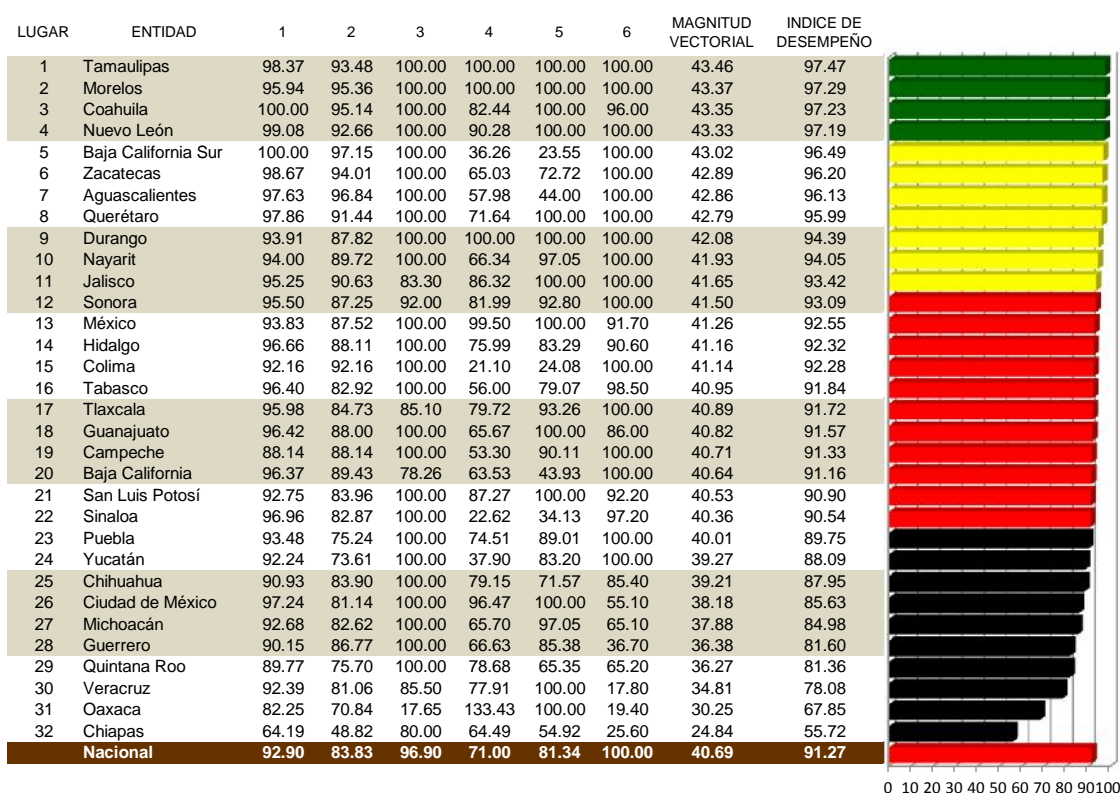 LUGAR ENTIDAD 1 2 3 4 5 6 MAGNITUD VECTORIAL INDICE DE DESEMPEÑO
1 Tamaulipas 98.37 93.48 100.00 100.00 100.00 100.00 43.46 97.47
2 Morelos 95.94 95.36 100.00 100.00 100.00 100.00 43.37 97.29
3 Coahuila 100.00 95.14 100.00 82.44 100.00 96.00 43.35 97.23
4 Nuevo León 99.08 92.66 100.00 90.28 100.00 100.00 43.33 97.19
5 Baja California Sur 100.00 97.15 100.00 36.26 23.55 100.00 43.02 96.49
6 Zacatecas 98.67 94.01 100.00 65.03 72.72 100.00 42.89 96.20
7 Aguascalientes 97.63 96.84 100.00 57.98 44.00 100.00 42.86 96.13
8 Querétaro 97.86 91.44 100.00 71.64 100.00 100.00 42.79 95.99
9 Durango 93.91 87.82 100.00 100.00 100.00 100.00 42.08 94.39
10 Nayarit 94.00 89.72 100.00 66.34 97.05 100.00 41.93 94.05
11 Jalisco 95.25 90.63 83.30 86.32 100.00 100.00 41.65 93.42
12 Sonora 95.50 87.25 92.00 81.99 92.80 100.00 41.50 93.09
13 México 93.83 87.52 100.00 99.50 100.00 91.70 41.26 92.55
14 Hidalgo 96.66 88.11 100.00 75.99 83.29 90.60 41.16 92.32
15 Colima 92.16 92.16 100.00 21.10 24.08 100.00 41.14 92.28
16 Tabasco 96.40 82.92 100.00 56.00 79.07 98.50 40.95 91.84
17 Tlaxcala 95.98 84.73 85.10 79.72 93.26 100.00 40.89 91.72
18 Guanajuato 96.42 88.00 100.00 65.67 100.00 86.00 40.82 91.57
19 Campeche 88.14 88.14 100.00 53.30 90.11 100.00 40.71 91.33
20 Baja California 96.37 89.43 78.26 63.53 43.93 100.00 40.64 91.16
21 San Luis Potosí 92.75 83.96 100.00 87.27 100.00 92.20 40.53 90.90
22 Sinaloa 96.96 82.87 100.00 22.62 34.13 97.20 40.36 90.54
23 Puebla 93.48 75.24 100.00 74.51 89.01 100.00 40.01 89.75
24 Yucatán 92.24 73.61 100.00 37.90 83.20 100.00 39.27 88.09
25 Chihuahua 90.93 83.90 100.00 79.15 71.57 85.40 39.21 87.95
26 Ciudad de México 97.24 81.14 100.00 96.47 100.00 55.10 38.18 85.63
27 Michoacán 92.68 82.62 100.00 65.70 97.05 65.10 37.88 84.98
28 Guerrero 90.15 86.77 100.00 66.63 85.38 36.70 36.38 81.60
29 Quintana Roo 89.77 75.70 100.00 78.68 65.35 65.20 36.27 81.36
30 Veracruz 92.39 81.06 85.50 77.91 100.00 17.80 34.81 78.08
31 Oaxaca 82.25 70.84 17.65 133.43 100.00 19.40 30.25 67.85
32 Chiapas 64.19 48.82 80.00 64.49 54.92 25.60 24.84 55.72
Nacional 92.90 83.83 96.90 71.00 81.34 100.00 40.69 91.27
0 10 20 30 40 50 60 70 80 90 100